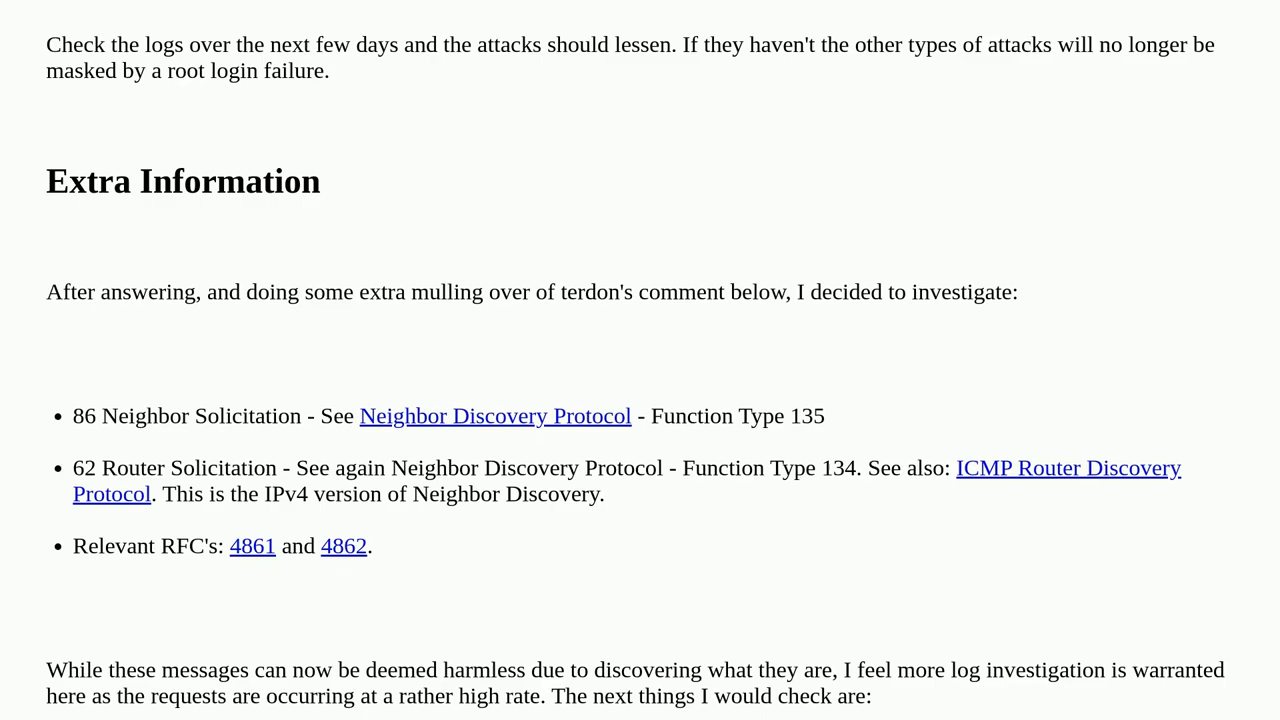 Check the logs over the next few days and the attacks should lessen. If they haven't the other types of attacks will no longer be
masked by a root login failure.
Extra Information
After answering, and doing some extra mulling over of terdon's comment below, I decided to investigate:
• 86 Neighbor Solicitation - See Neighbor Discovery Protocol - Function Type 135
• 62 Router Solicitation - See again Neighbor Discovery Protocol - Function Type 134. See also: ICMP Router Discovery
Protocol. This is the IPv4 version of Neighbor Discovery.
• Relevant RFC's: 4861 and 4862.
While these messages can now be deemed harmless due to discovering what they are, I feel more log investigation is warranted
here as the requests are occurring at a rather high rate. The next things I would check are: